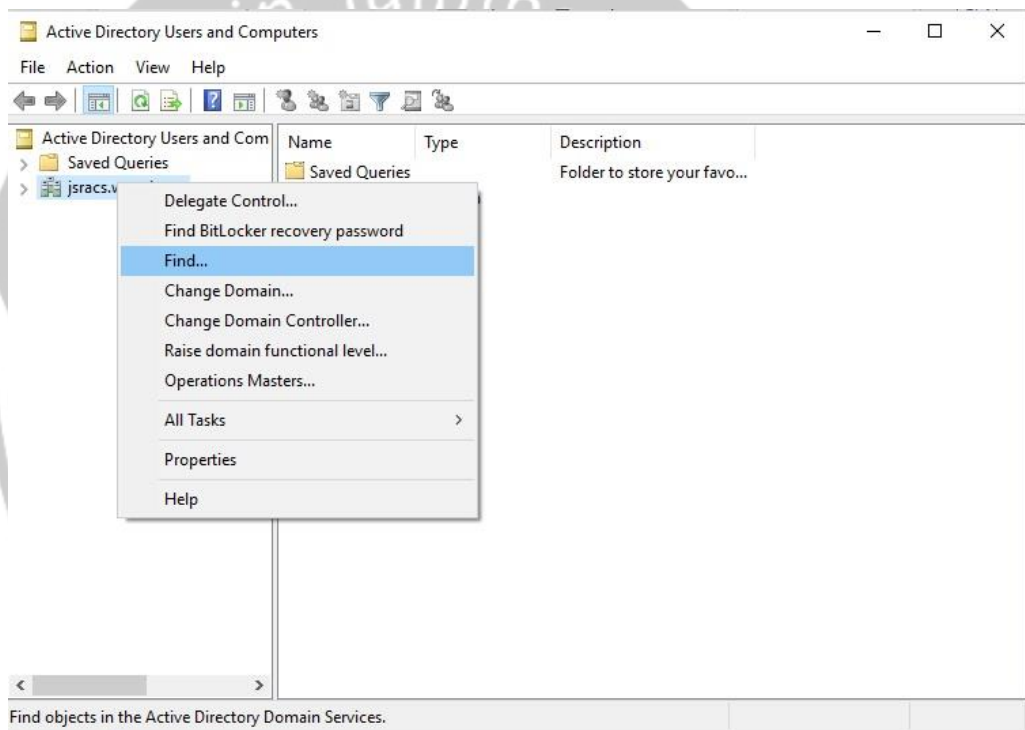 Active Directory Users and Computers
File Action View Help
Active Directory Users and Com
Saved Queries
Name Type Description
Saved Queries Folder to store your favo...
Delegate Control...
Find BitLocker recovery password
Find...
Change Domain...
Change Domain Controller...
Raise domain functional level...
Operations Masters...
All Tasks
Properties
Help
Find objects in the Active Directory Domain Services.